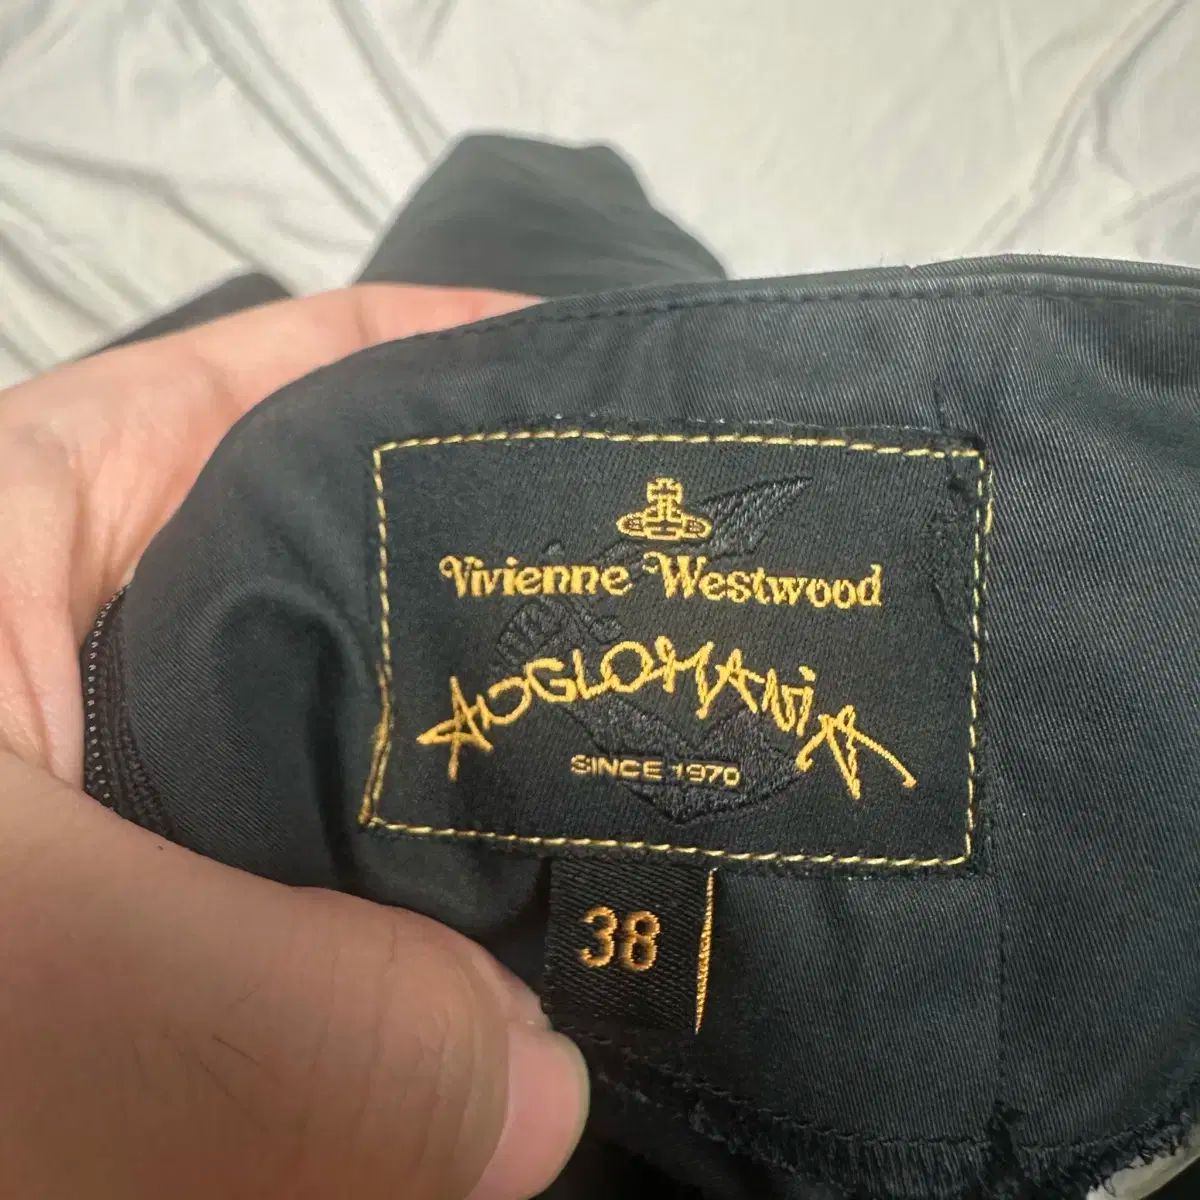 Vivienne Westwood
ANGLOMANiA
SINCE 1970
38